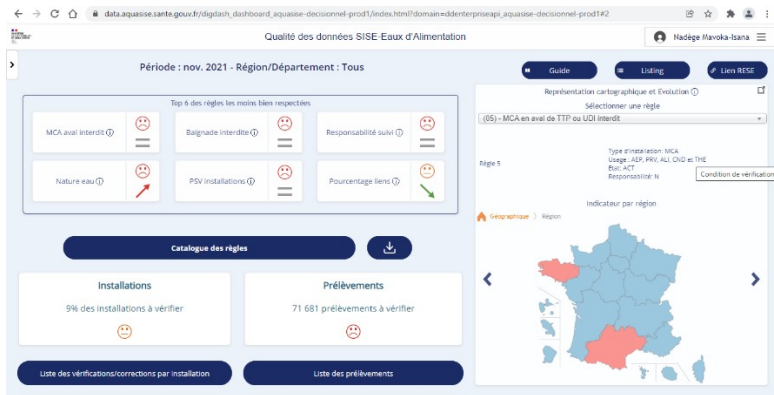 data.aquasise.sante.gouv.fr/digdash_dashboard_aquasise-decisionnel-prod1/index.html?domain=ddenterpriseapi_aquasise-decisionnel-prod1#2
Qualité des données SISE-Eaux d'Alimentation
Nadège Mavoka-Isana
Période : nov. 2021 - Région/Département : Tous
Guide
Listing
Lien RESE
Top 6 des règles les moins bien respectées
MCA aval interdit
Baignade interdite
Responsabilité suivi
Nature eau
PSV installations
Pourcentage liens
Catalogue des règles
Installations
9% des installations à vérifier
Prélèvements
71 681 prélèvements à vérifier
Liste des vérifications/corrections par installation
Liste des prélèvements
Représentation cartographique et Evolution
Sélectionner une règle
(05) - MCA en aval de TTP ou UDI interdit
Règle 5
Type d'installation: MCA
Usage : AEP, PRV, ALI, CND et THE
Etat: ACT
Responsabilité: N
Condition de vérification
Indicateur par région
Géographique
Région